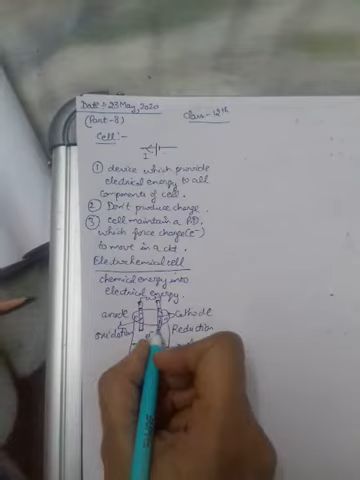 Date :- 23 May, 2020
Class - 12th
(Part-8)
Cell :-
I
① device which provide
electrical energy to all
components of cell.
② Don't produce charge.
③ Cell maintain a P.D.
which force charge(e-)
to move in a ckt.
Electrochemical cell
chemical energy into
Electrical energy.
anode
Cathode
oxidation
Reduction